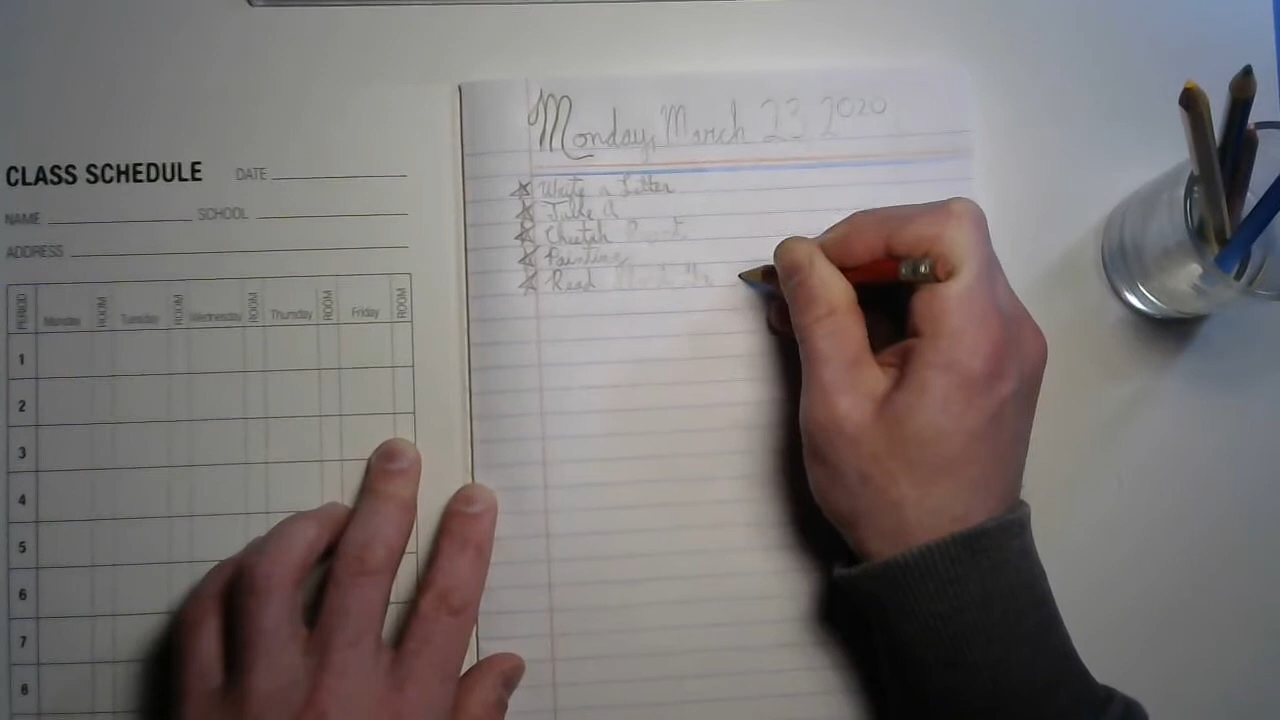 CLASS SCHEDULE DATE
NAME SCHOOL
ADDRESS
PERIOD Monday ROOM Tuesday ROOM Wednesday ROOM Thursday ROOM Friday ROOM
1
2
3
4
5
6
7
8
Monday, March 23 2020
Write a Letter
Cheetah
Painting
Read